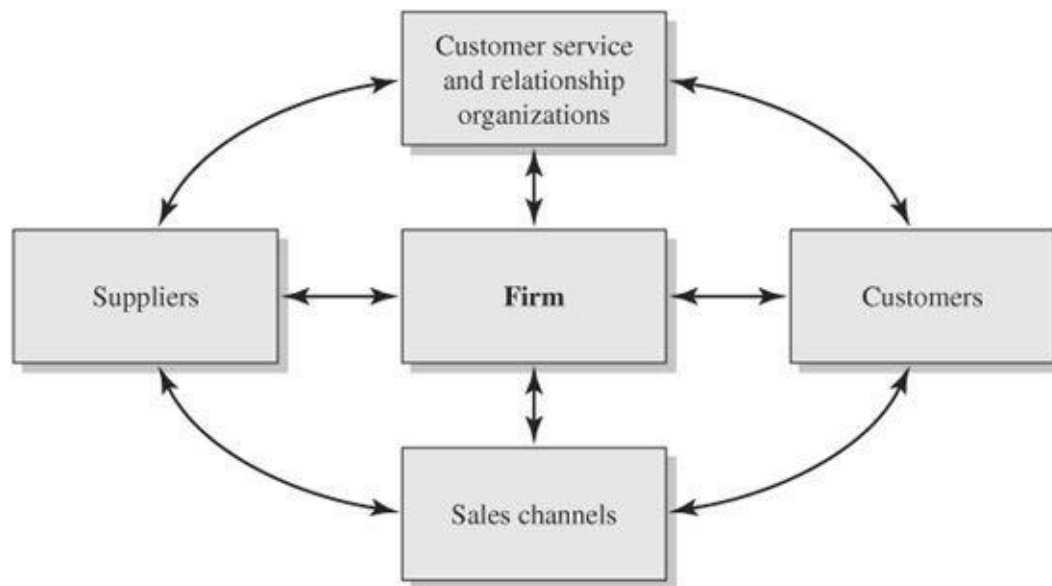 Customer service
and relationship
organizations
Suppliers
Firm
Customers
Sales channels